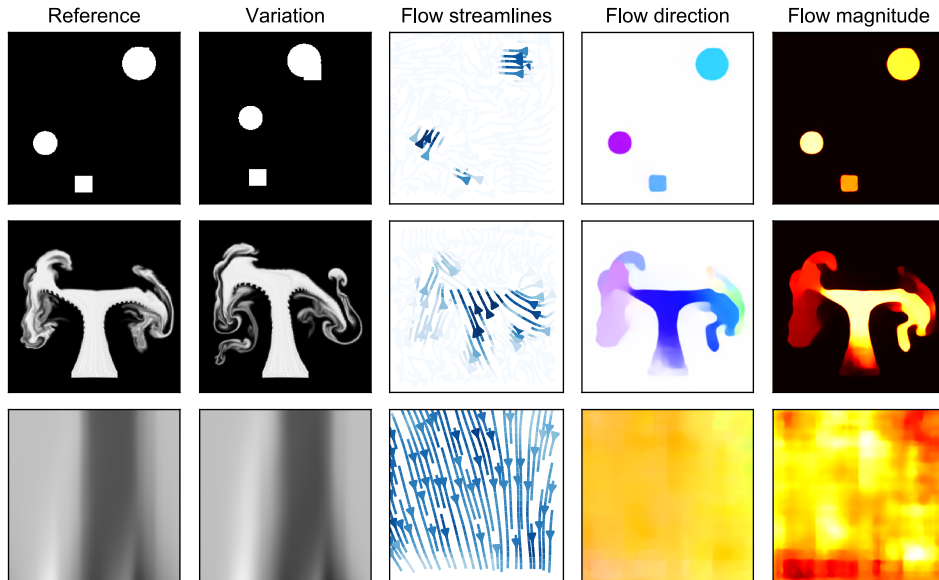 Reference
Variation
Flow streamlines
Flow direction
Flow magnitude